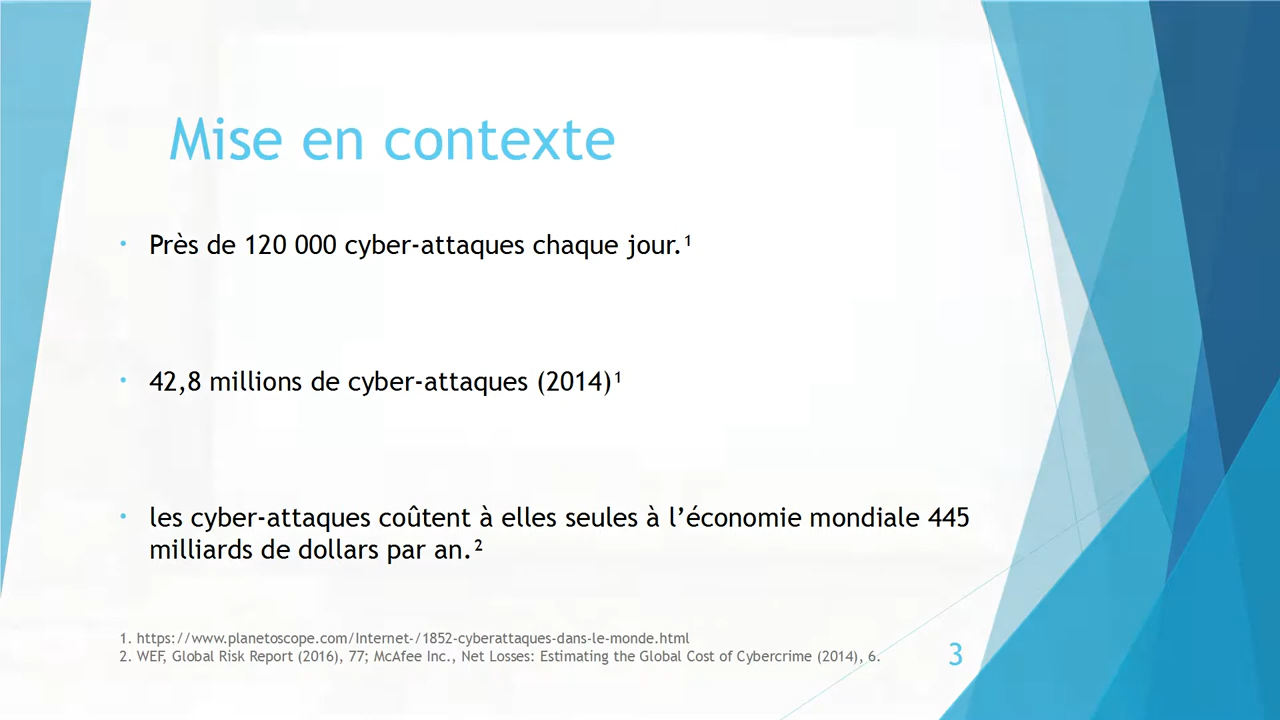 Mise en contexte
• Près de 120 000 cyber-attaques chaque jour.¹
• 42,8 millions de cyber-attaques (2014)¹
• les cyber-attaques coûtent à elles seules à l’économie mondiale 445
milliards de dollars par an.²
1. https://www.planetoscope.com/Internet-/1852-cyberattaques-dans-le-monde.html
2. WEF, Global Risk Report (2016), 77; McAfee Inc., Net Losses: Estimating the Global Cost of Cybercrime (2014), 6.
3